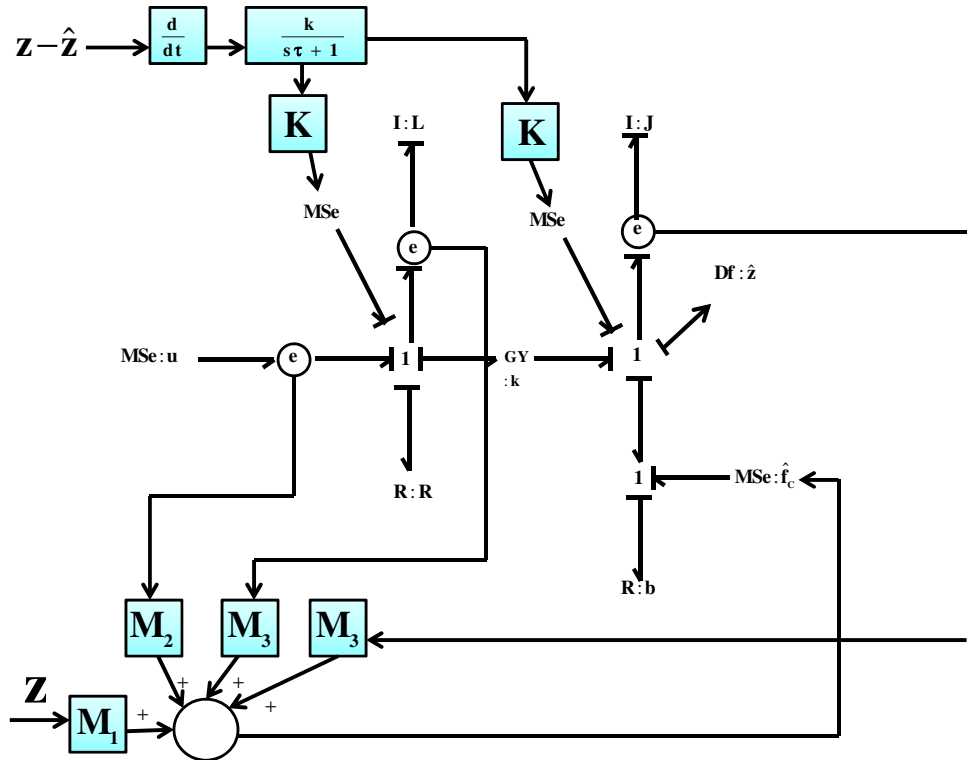 z − ẑ
d
dt
k
sτ + 1
K
K
I : L
I : J
MSe
MSe
e
e
Df : ẑ
MSe : u
e
1
GY
: k
1
1
MSe : f̂c
R : R
R : b
M2
M3
M3
+
+
+
z
M1
+